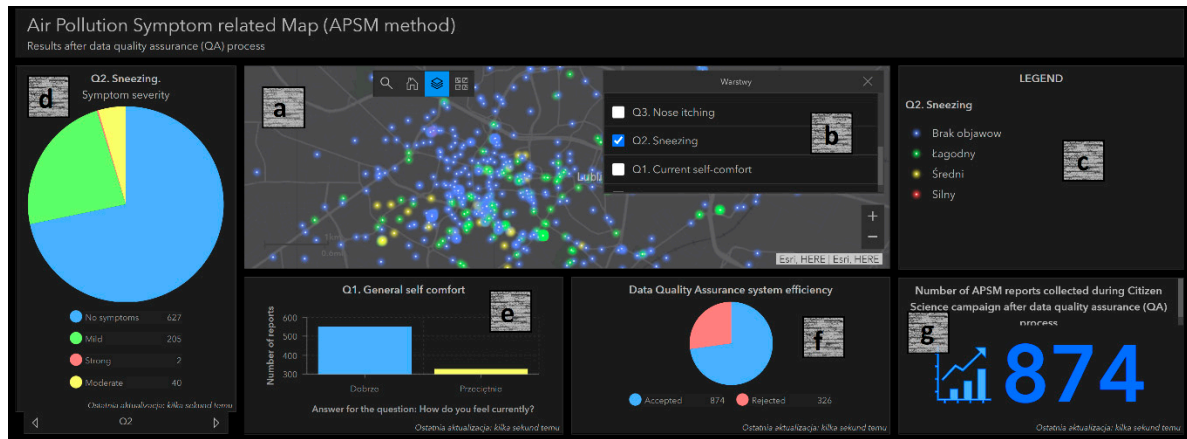 Air Pollution Symptom related Map (APSM method)
Results after data quality assurance (QA) process
d
Q2. Sneezing.
Symptom severity
No symptoms 627
Mild 205
Strong 2
Moderate 40
Ostatnia aktualizacja: kilka sekund temu
Q2
a
Warstwy
Q3. Nose itching
Q2. Sneezing
Q1. Current self-comfort
b
Lubli
1km
0.6mi
+
−
Esri, HERE | Esri, HERE
LEGEND
Q2. Sneezing
Brak objawow
Łagodny
Średni
Silny
c
Q1. General self comfort
e
Number of reports
600
500
400
300
Dobrze Przeciętnie
Answer for the question: How do you feel currently?
Ostatnia aktualizacja: kilka sekund temu
Data Quality Assurance system efficiency
f
Accepted 874 Rejected 326
Ostatnia aktualizacja: kilka sekund temu
Number of APSM reports collected during Citizen
Science campaign after data quality assurance (QA)
process
g
874
Ostatnia aktualizacja: kilka sekund temu